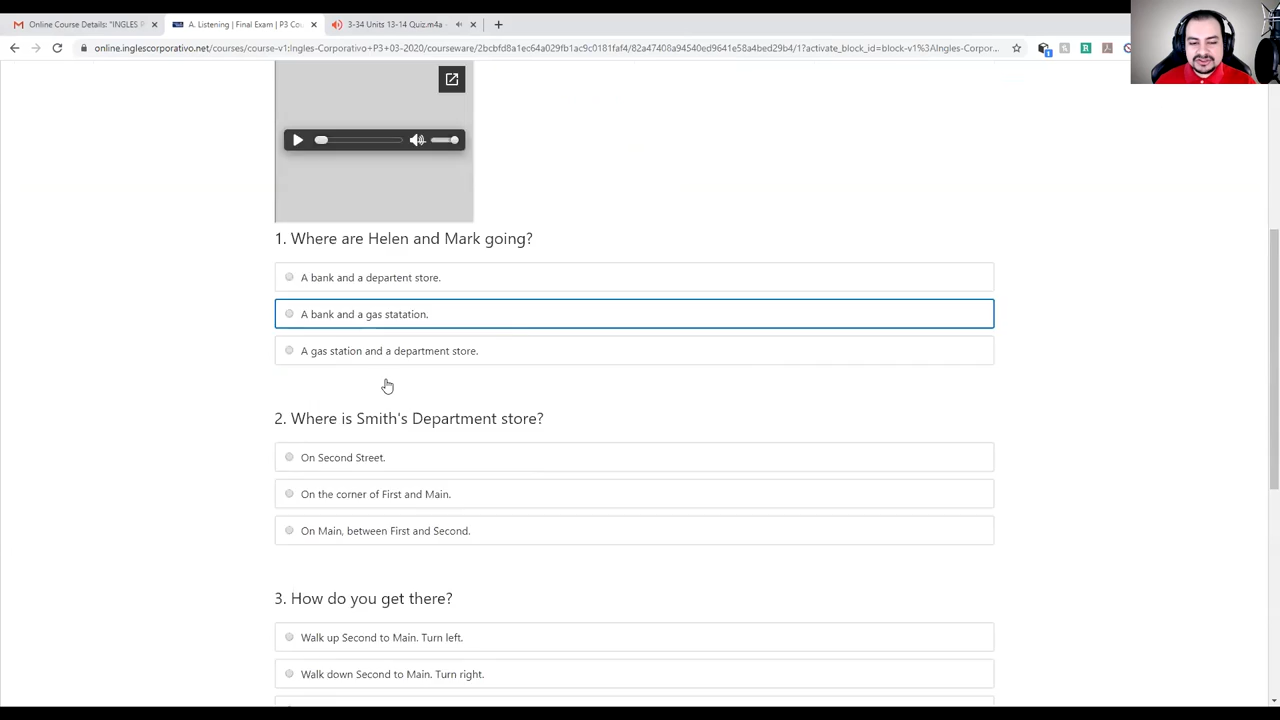 Online Course Details: "INGLES P
A. Listening | Final Exam | P3 Cou
3-34 Units 13-14 Quiz.m4a
online.inglescorporativo.net/courses/course-v1:Ingles-Corporativo+P3+03-2020/courseware/2bcbfd8a1ec64a029fb1ac9c0181faf4/82a47408a94540ed9641e58a4bed29b4/1?activate_block_id=block-v1%3AIngles-Corpor...
1. Where are Helen and Mark going?
A bank and a departent store.
A bank and a gas statation.
A gas station and a department store.
2. Where is Smith's Department store?
On Second Street.
On the corner of First and Main.
On Main, between First and Second.
3. How do you get there?
Walk up Second to Main. Turn left.
Walk down Second to Main. Turn right.